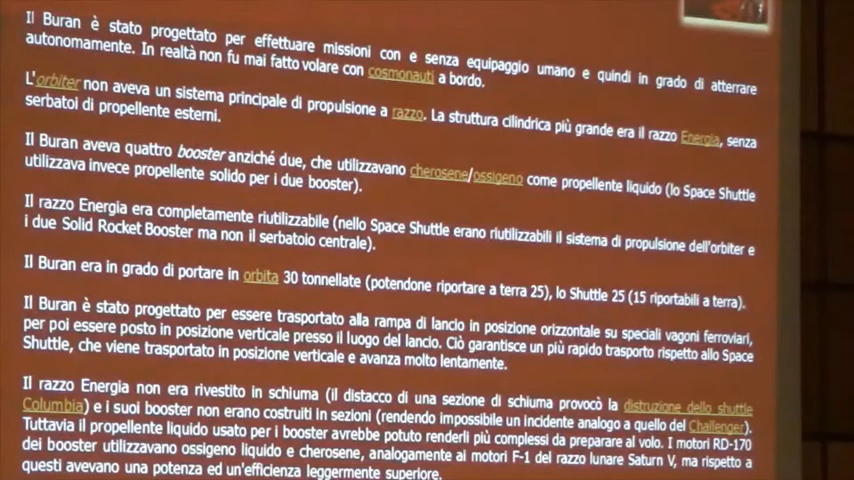 Il Buran è stato progettato per effettuare missioni con e senza equipaggio umano e quindi in grado di atterrare
autonomamente. In realtà non fu mai fatto volare con cosmonauti a bordo.
L'orbiter non aveva un sistema principale di propulsione a razzo. La struttura cilindrica più grande era il razzo Energia, senza
serbatoi di propellente esterni.
Il Buran aveva quattro booster anziché due, che utilizzavano cherosene/ossigeno come propellente liquido (lo Space Shuttle
utilizzava invece propellente solido per i due booster).
Il razzo Energia era completamente riutilizzabile (nello Space Shuttle erano riutilizzabili il sistema di propulsione dell'orbiter e
i due Solid Rocket Booster ma non il serbatoio centrale).
Il Buran era in grado di portare in orbita 30 tonnellate (potendone riportare a terra 25), lo Shuttle 25 (15 riportabili a terra).
Il Buran è stato progettato per essere trasportato alla rampa di lancio in posizione orizzontale su speciali vagoni ferroviari,
per poi essere posto in posizione verticale presso il luogo del lancio. Ciò garantisce un più rapido trasporto rispetto allo Space
Shuttle, che viene trasportato in posizione verticale e avanza molto lentamente.
Il razzo Energia non era rivestito in schiuma (il distacco di una sezione di schiuma provocò la distruzione dello shuttle
Columbia) e i suoi booster non erano costruiti in sezioni (rendendo impossibile un incidente analogo a quello del Challenger).
Tuttavia il propellente liquido usato per i booster avrebbe potuto renderli più complessi da preparare al volo. I motori RD-170
dei booster utilizzavano ossigeno liquido e cherosene, analogamente ai motori F-1 del razzo lunare Saturn V, ma rispetto a
questi avevano una potenza ed un'efficienza leggermente superiore.